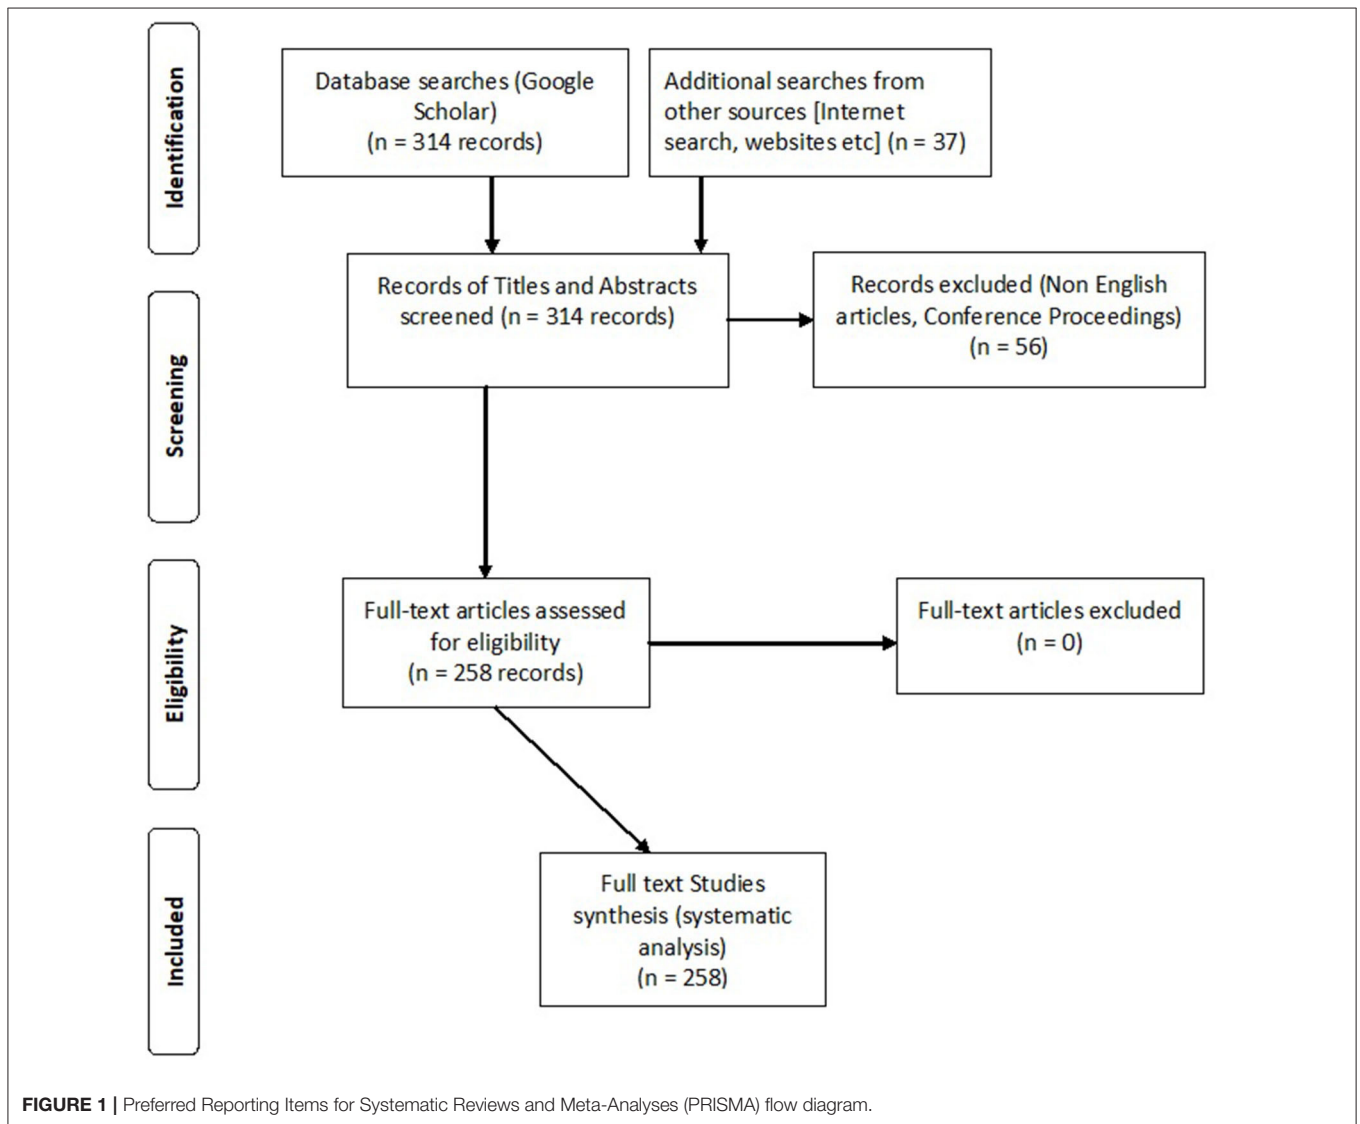 Identification
Database searches (Google
Scholar)
(n = 314 records)
Additional searches from
other sources [Internet
search, websites etc] (n = 37)
Screening
Records of Titles and Abstracts
screened (n = 314 records)
Records excluded (Non English
articles, Conference Proceedings)
(n = 56)
Eligibility
Full-text articles assessed
for eligibility
(n = 258 records)
Full-text articles excluded
(n = 0)
Included
Full text Studies
synthesis (systematic
analysis)
(n = 258)
FIGURE 1 | Preferred Reporting Items for Systematic Reviews and Meta-Analyses (PRISMA) flow diagram.